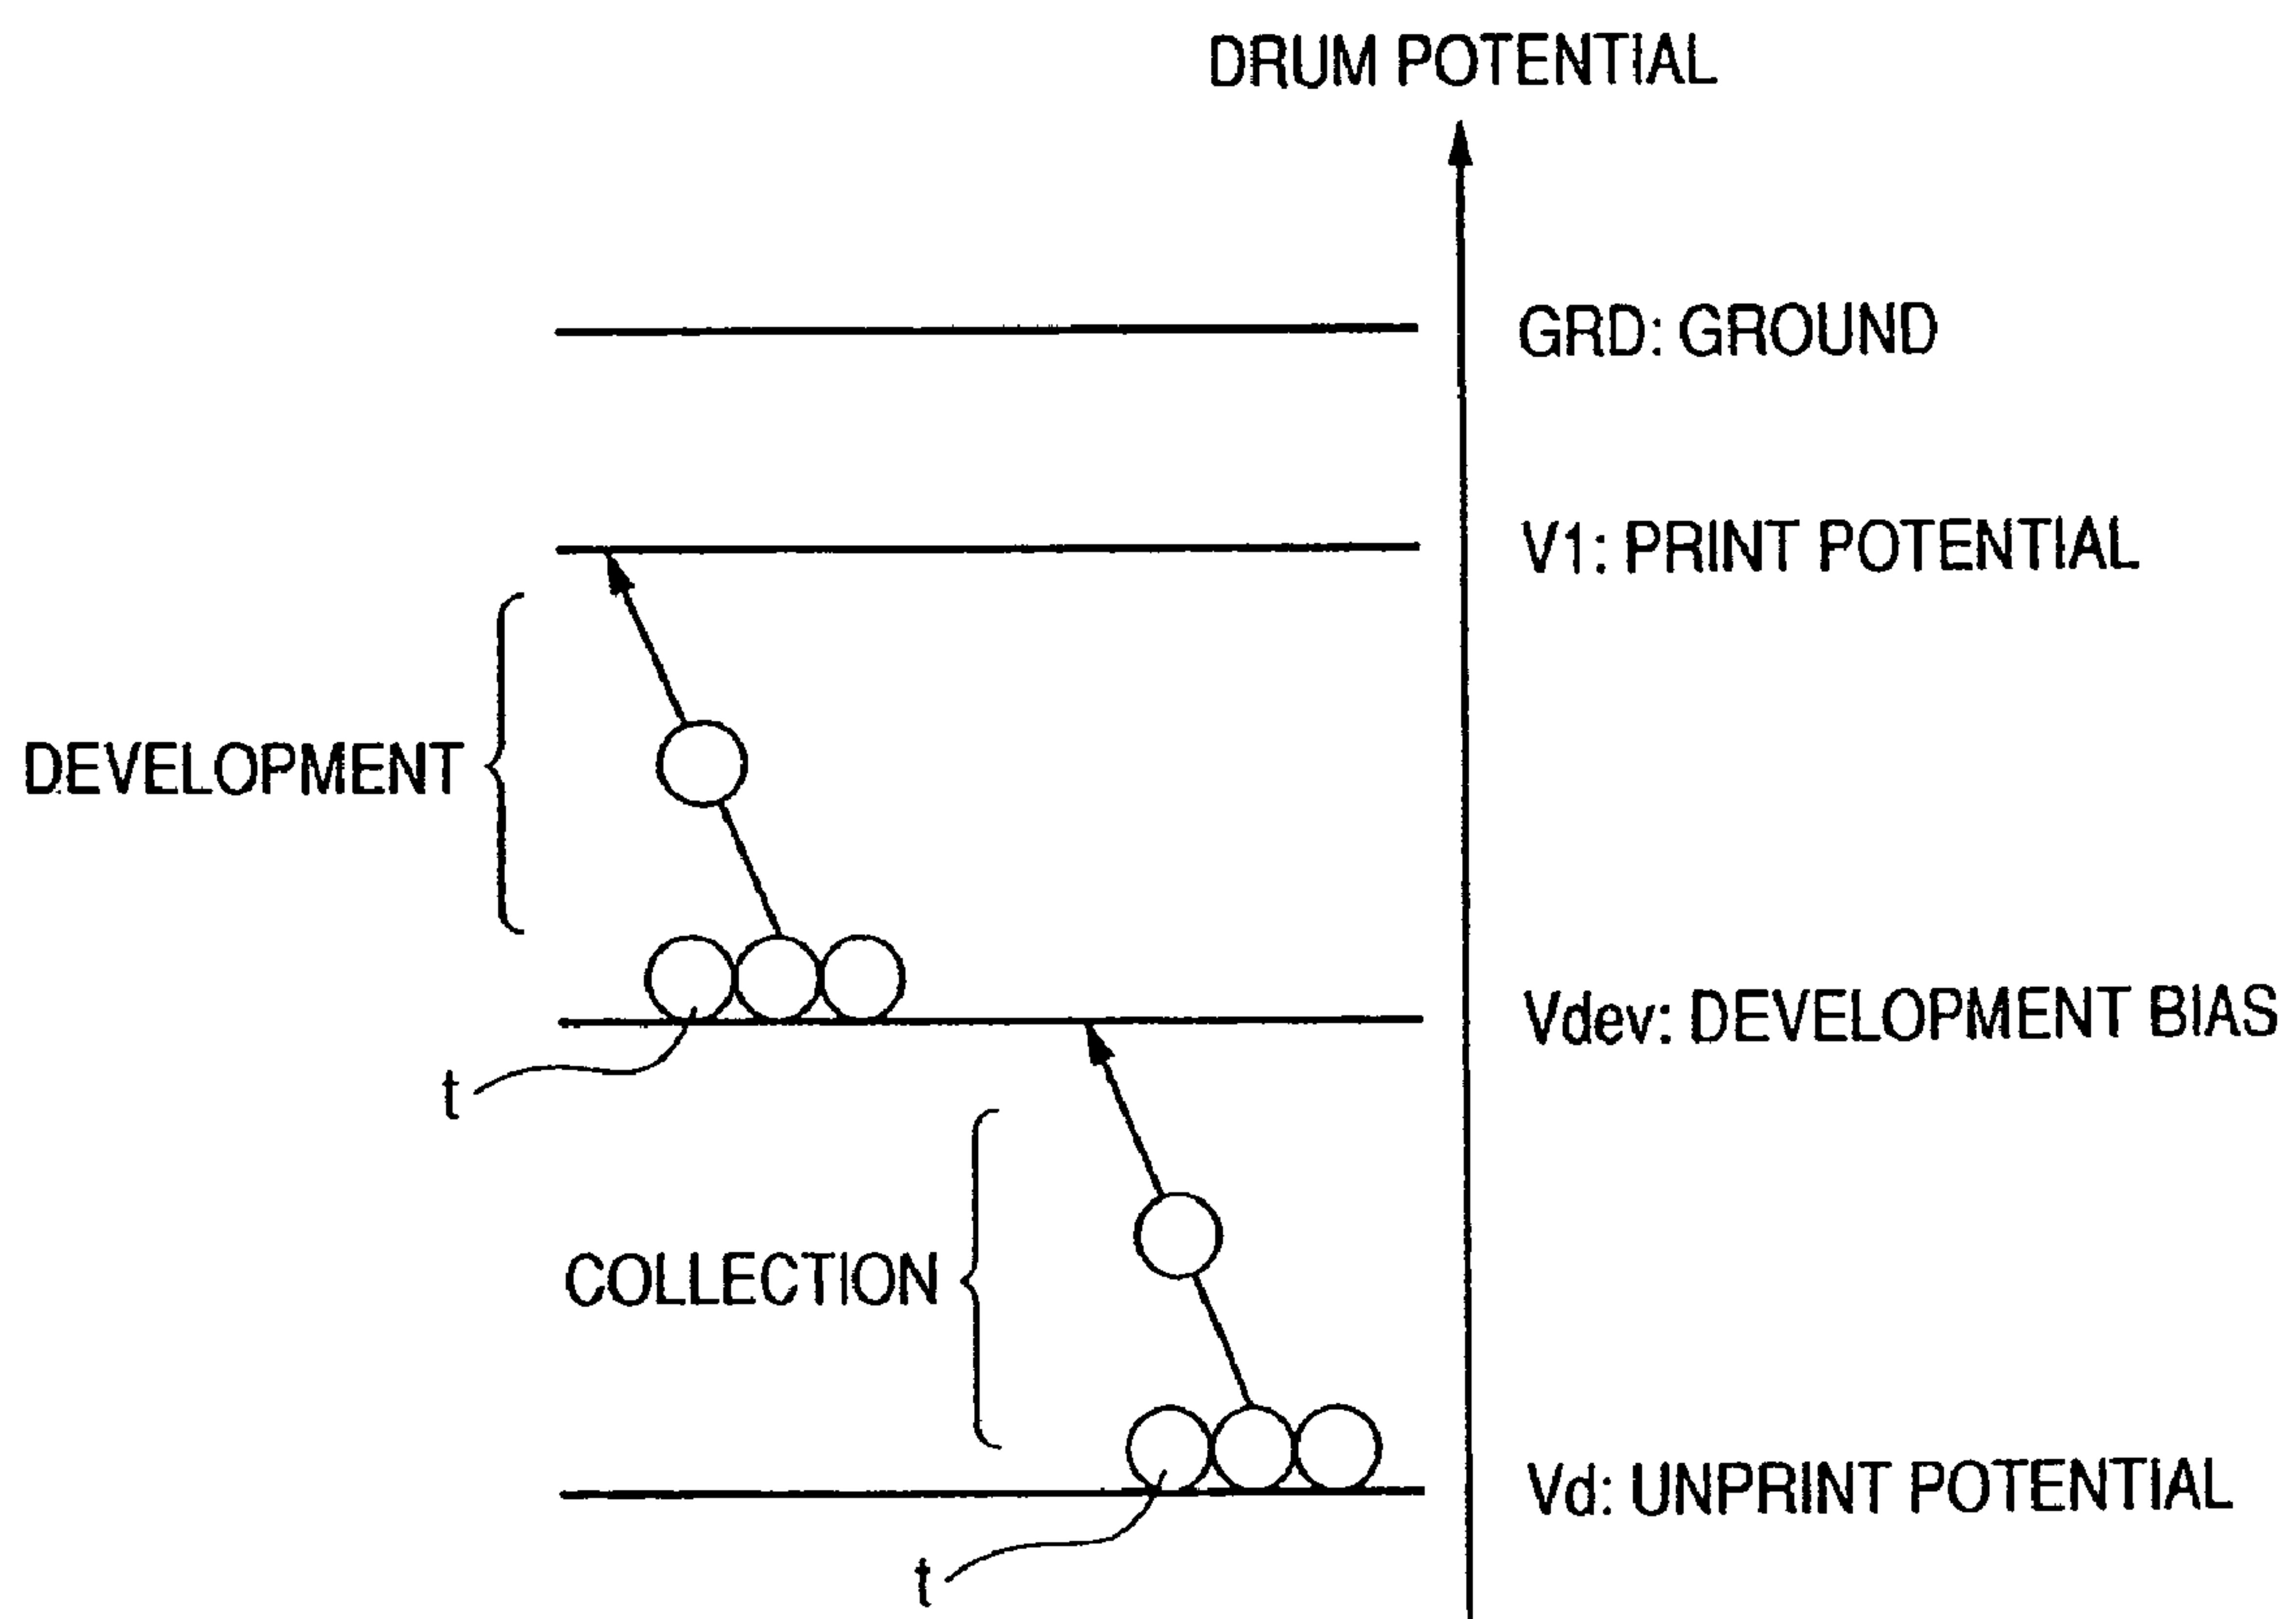 DRUM POTENTIAL
GRD: GROUND
V1: PRINT POTENTIAL
DEVELOPMENT
Vdev: DEVELOPMENT BIAS
t
COLLECTION
Vd: UNPRINT POTENTIAL
t